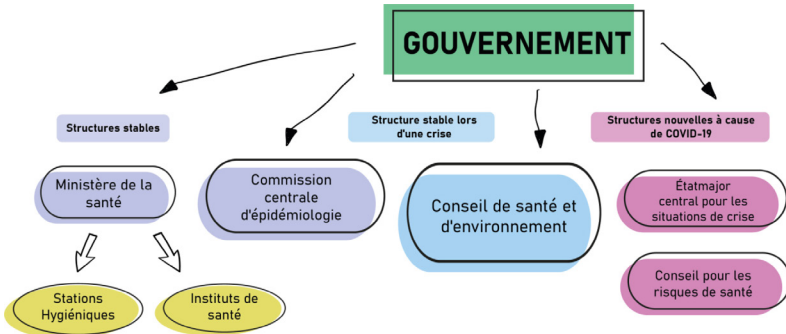 GOUVERNEMENT
Structures stables
Structure stable lors
d'une crise
Structures nouvelles à cause
de COVID-19
Ministère de la
santé
Commission
centrale
d'épidémiologie
Conseil de santé et
d'environnement
Étatmajor
central pour les
situations de crise
Conseil pour les
risques de santé
Stations
Hygiéniques
Instituts de
santé